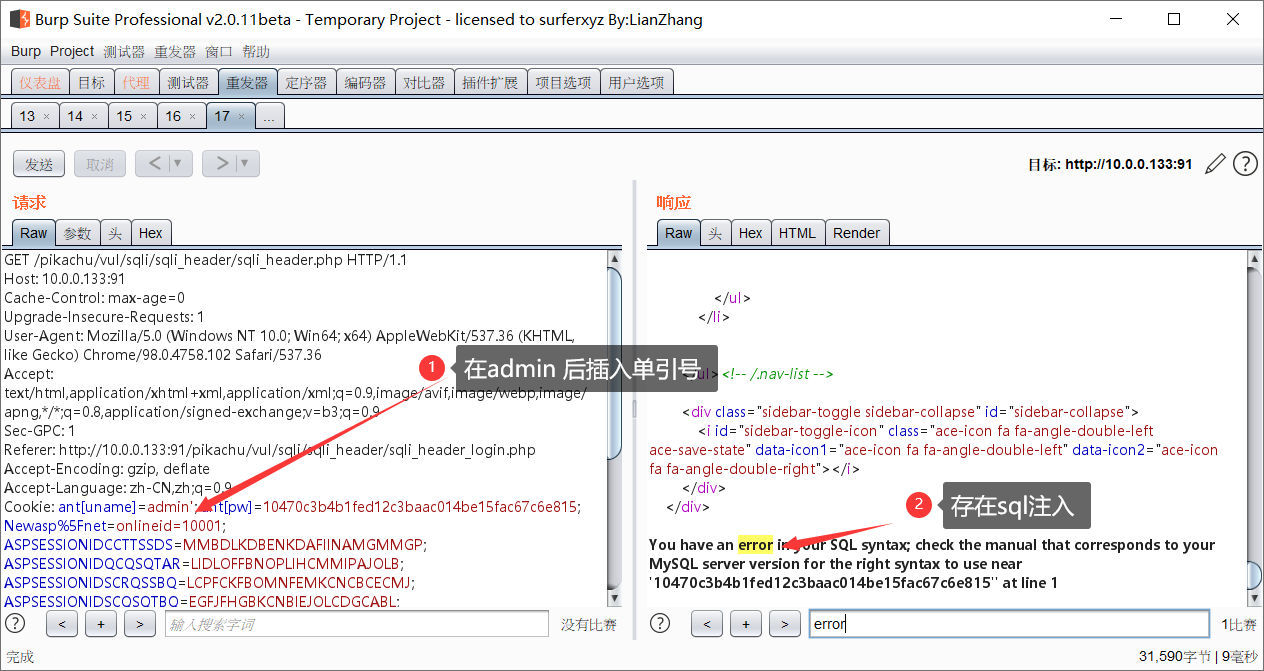 Burp Suite Professional v2.0.11beta - Temporary Project - licensed to surferxyz By:LianZhang
Burp Project 测试器 重发器 窗口 帮助
仪表盘 目标 代理 测试器 重发器 定序器 编码器 对比器 插件扩展 项目选项 用户选项
13 × 14 × 15 × 16 × 17 × ...
发送 取消 < ▼ > ▼ 目标: http://10.0.0.133:91 ?
请求
Raw 参数 头 Hex
GET /pikachu/vul/sqli/sqli_header/sqli_header.php HTTP/1.1
Host: 10.0.0.133:91
Cache-Control: max-age=0
Upgrade-Insecure-Requests: 1
User-Agent: Mozilla/5.0 (Windows NT 10.0; Win64; x64) AppleWebKit/537.36 (KHTML,
like Gecko) Chrome/98.0.4758.102 Safari/537.36
Accept:
text/html,application/xhtml+xml,application/xml;q=0.9,image/avif,image/webp,image/
apng,*/*;q=0.8,application/signed-exchange;v=b3;q=0.9
Sec-GPC: 1
Referer: http://10.0.0.133:91/pikachu/vul/sqli/sqli_header/sqli_header_login.php
Accept-Encoding: gzip, deflate
Accept-Language: zh-CN,zh;q=0.9
Cookie: ant[uname]=admin'; ant[pw]=10470c3b4b1fed12c3baac014be15fac67c6e815;
Newasp%5Fnet=onlineid=10001;
ASPSESSIONIDCCTTSSDS=MMBDLKDBENKDAFIINAMGMMGP;
ASPSESSIONIDQCQSQTAR=LIDLOFFBNOPLIHCMMIPAJOLB;
ASPSESSIONIDSCRQSSBQ=LCPFCKFBOMNFEMKCNCBCECMJ;
ASPSESSIONIDSCQSQTBQ=EGFJFHGBKCNBIEJOLCDGCABL;
? < + > 输入搜索字词 没有比赛
1 在admin 后插入单引号
响应
Raw 头 Hex HTML Render
</ul>
</li>
ul> <!-- /.nav-list -->
<div class="sidebar-toggle sidebar-collapse" id="sidebar-collapse">
<i id="sidebar-toggle-icon" class="ace-icon fa fa-angle-double-left
ace-save-state" data-icon1="ace-icon fa fa-angle-double-left" data-icon2="ace-icon
fa fa-angle-double-right"></i>
</div>
</div>
2 存在sql注入
You have an error in your SQL syntax; check the manual that corresponds to your
MySQL server version for the right syntax to use near
'10470c3b4b1fed12c3baac014be15fac67c6e815'' at line 1
? < + > error 1比赛
完成 31,590字节 | 9毫秒